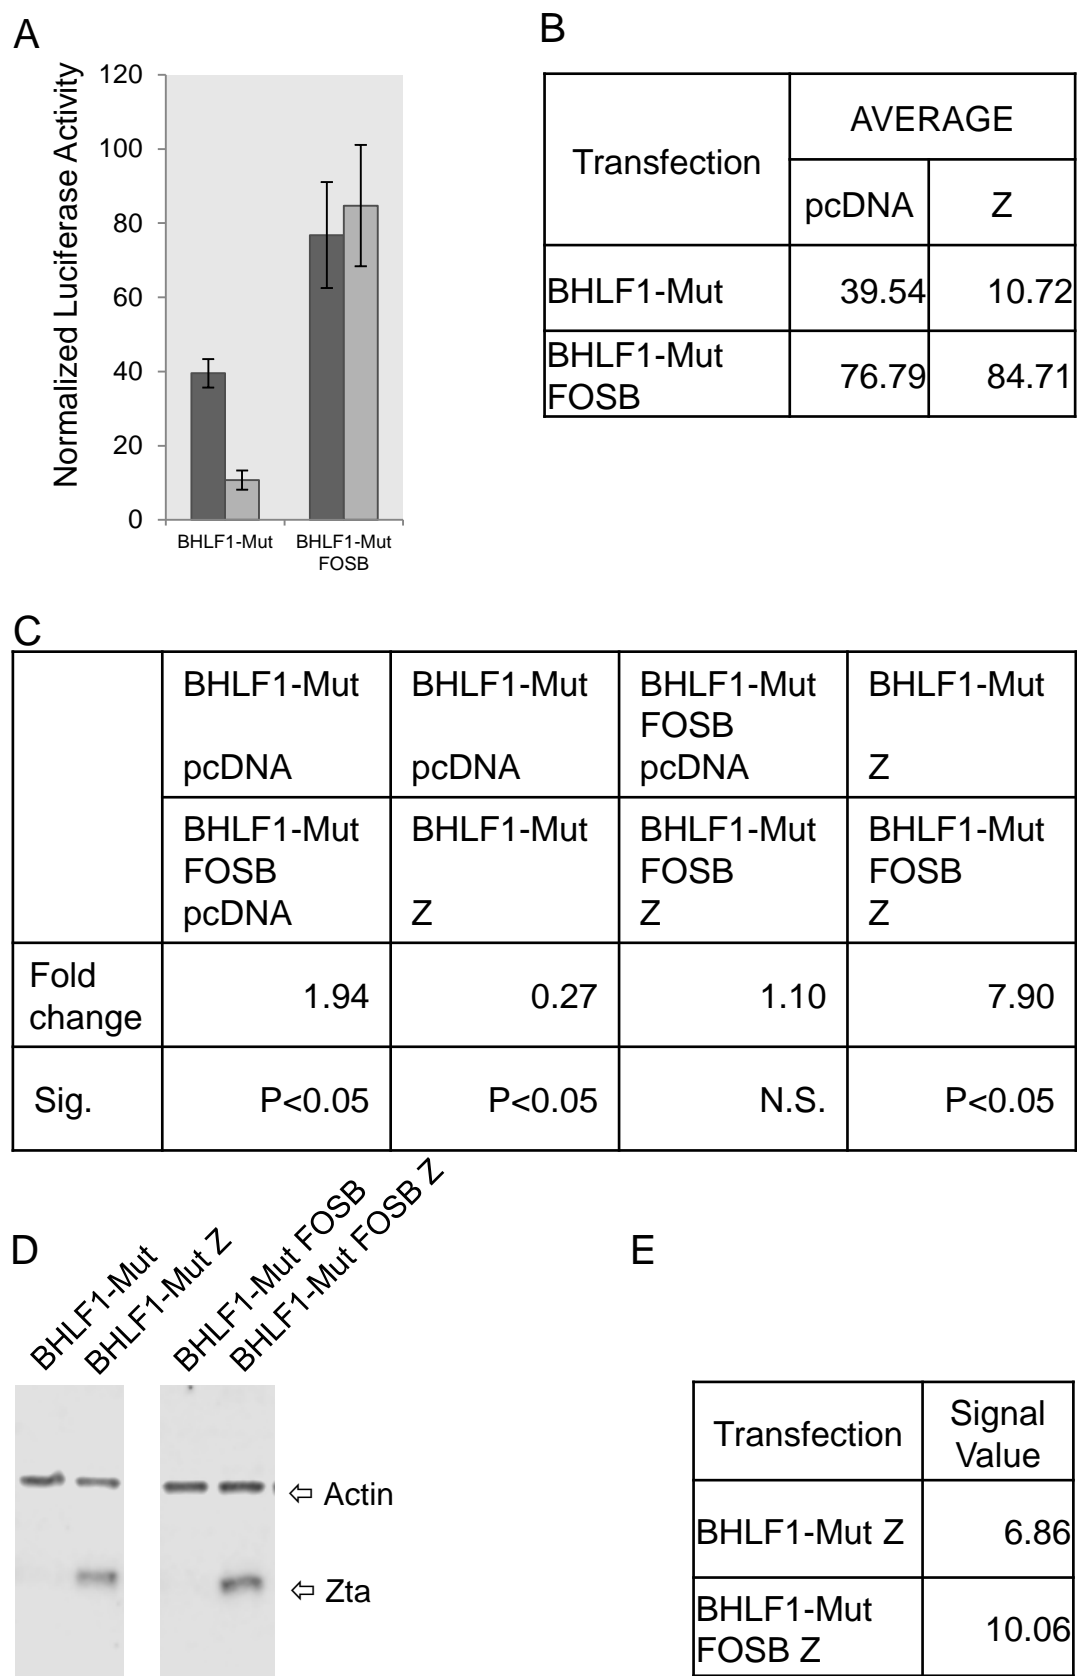 A
Normalized Luciferase Activity
120
100
80
60
40
20
0
BHLF1-Mut
BHLF1-Mut
FOSB
B
Transfection
AVERAGE
pcDNA
Z
BHLF1-Mut
39.54
10.72
BHLF1-Mut
FOSB
76.79
84.71
C
BHLF1-Mut
pcDNA
BHLF1-Mut
pcDNA
BHLF1-Mut
FOSB
pcDNA
BHLF1-Mut
Z
BHLF1-Mut
FOSB
pcDNA
BHLF1-Mut
Z
BHLF1-Mut
FOSB
Z
BHLF1-Mut
FOSB
Z
Fold
change
1.94
0.27
1.10
7.90
Sig.
P<0.05
P<0.05
N.S.
P<0.05
D
BHLF1-Mut
BHLF1-Mut Z
BHLF1-Mut FOSB
BHLF1-Mut FOSB Z
⇦ Actin
⇦ Zta
E
Transfection
Signal
Value
BHLF1-Mut Z
6.86
BHLF1-Mut
FOSB Z
10.06